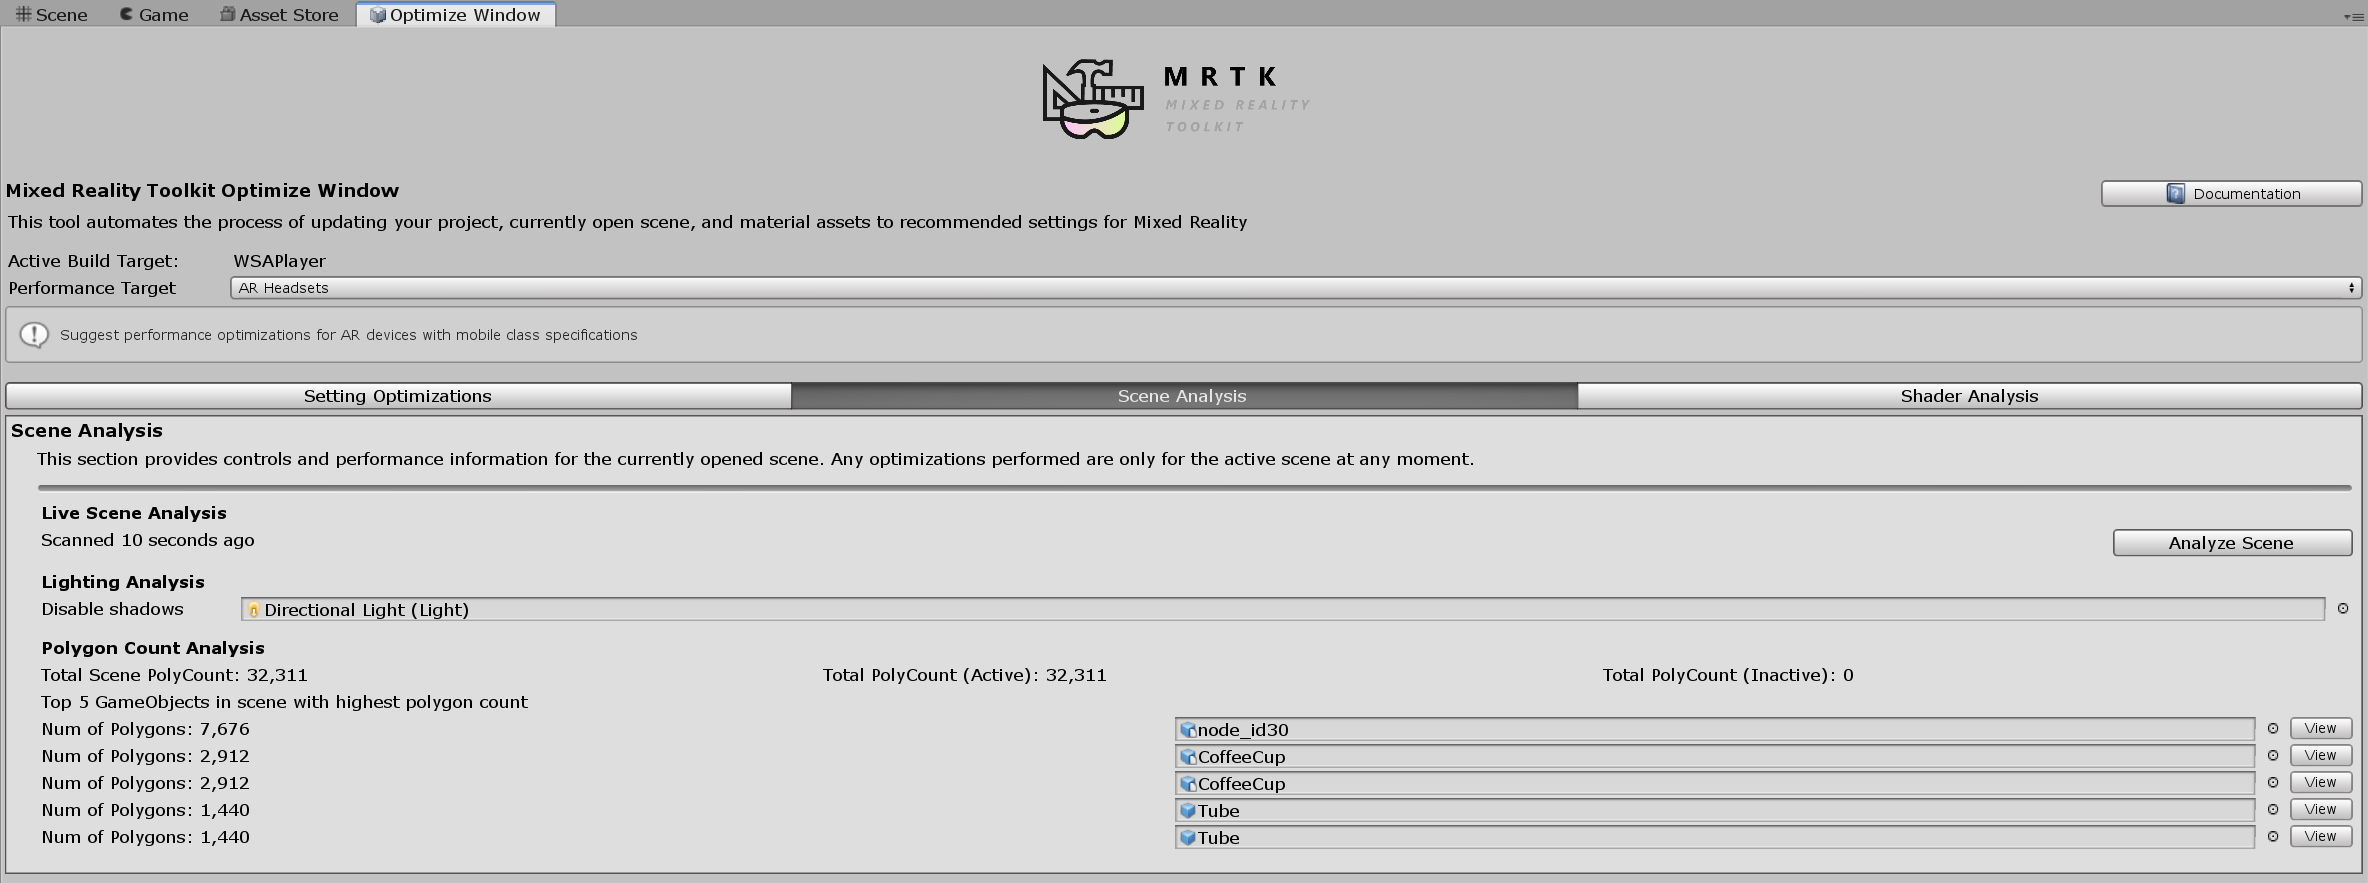 Scene Game Asset Store Optimize Window
MRTK
MIXED REALITY
TOOLKIT
Mixed Reality Toolkit Optimize Window
Documentation
This tool automates the process of updating your project, currently open scene, and material assets to recommended settings for Mixed Reality
Active Build Target: WSAPlayer
Performance Target AR Headsets
Suggest performance optimizations for AR devices with mobile class specifications
Setting Optimizations Scene Analysis Shader Analysis
Scene Analysis
This section provides controls and performance information for the currently opened scene. Any optimizations performed are only for the active scene at any moment.
Live Scene Analysis
Scanned 10 seconds ago Analyze Scene
Lighting Analysis
Disable shadows Directional Light (Light)
Polygon Count Analysis
Total Scene PolyCount: 32,311 Total PolyCount (Active): 32,311 Total PolyCount (Inactive): 0
Top 5 GameObjects in scene with highest polygon count
Num of Polygons: 7,676 node_id30 View
Num of Polygons: 2,912 CoffeeCup View
Num of Polygons: 2,912 CoffeeCup View
Num of Polygons: 1,440 Tube View
Num of Polygons: 1,440 Tube View